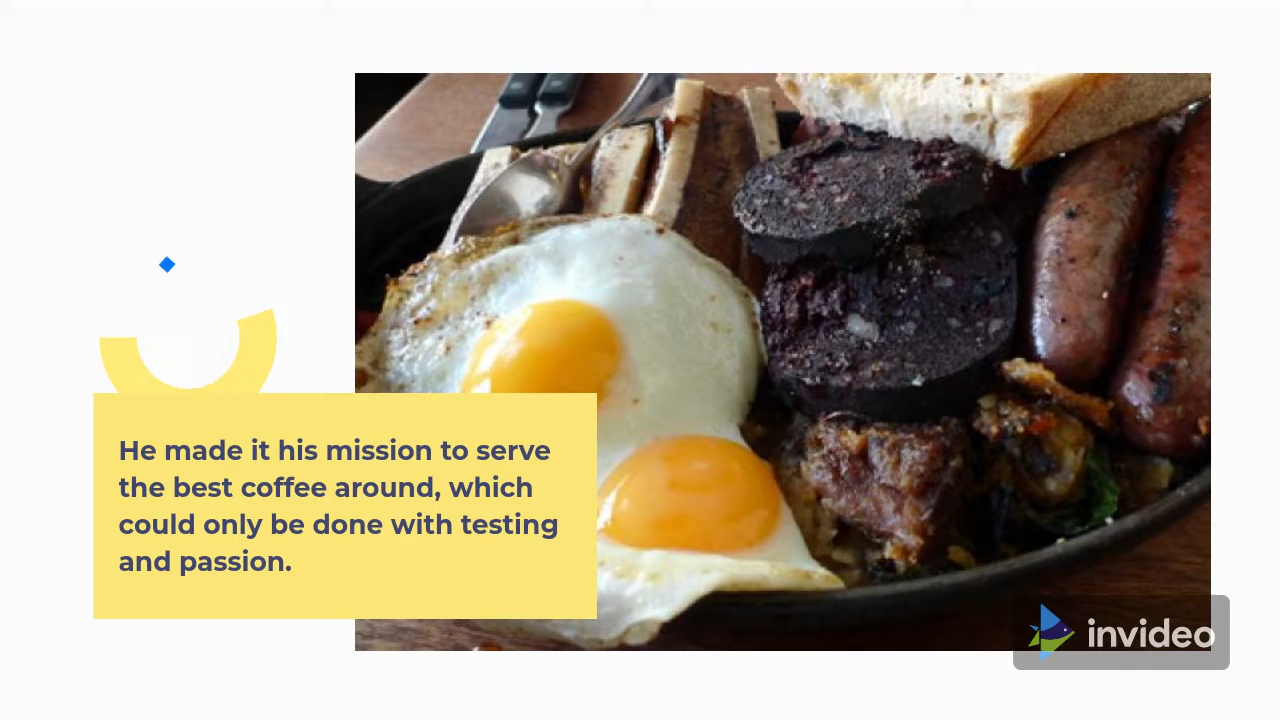 He made it his mission to serve
the best coffee around, which
could only be done with testing
and passion.
invideo